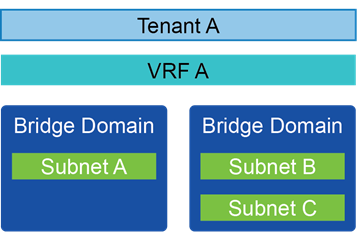 Tenant A
VRF A
Bridge Domain
Subnet A
Bridge Domain
Subnet B
Subnet C